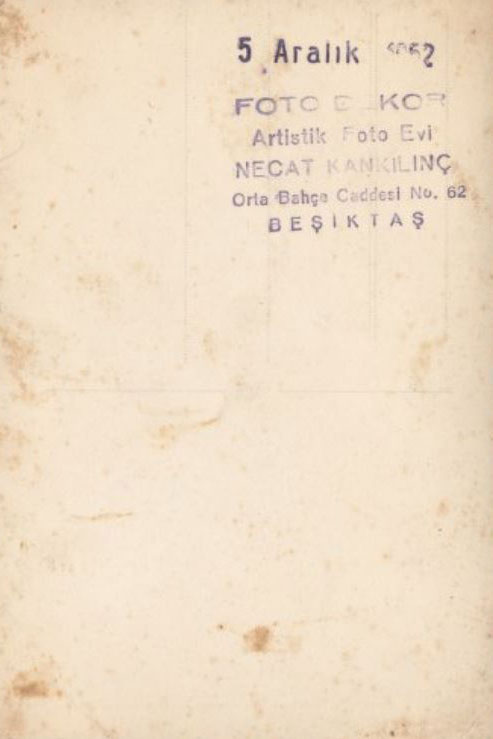 5 Aralık
FOTO
Artistik Foto Evi
NECAT KANKILINÇ
Orta Bahçe Caddesi No. 62
BEŞİKTAŞ